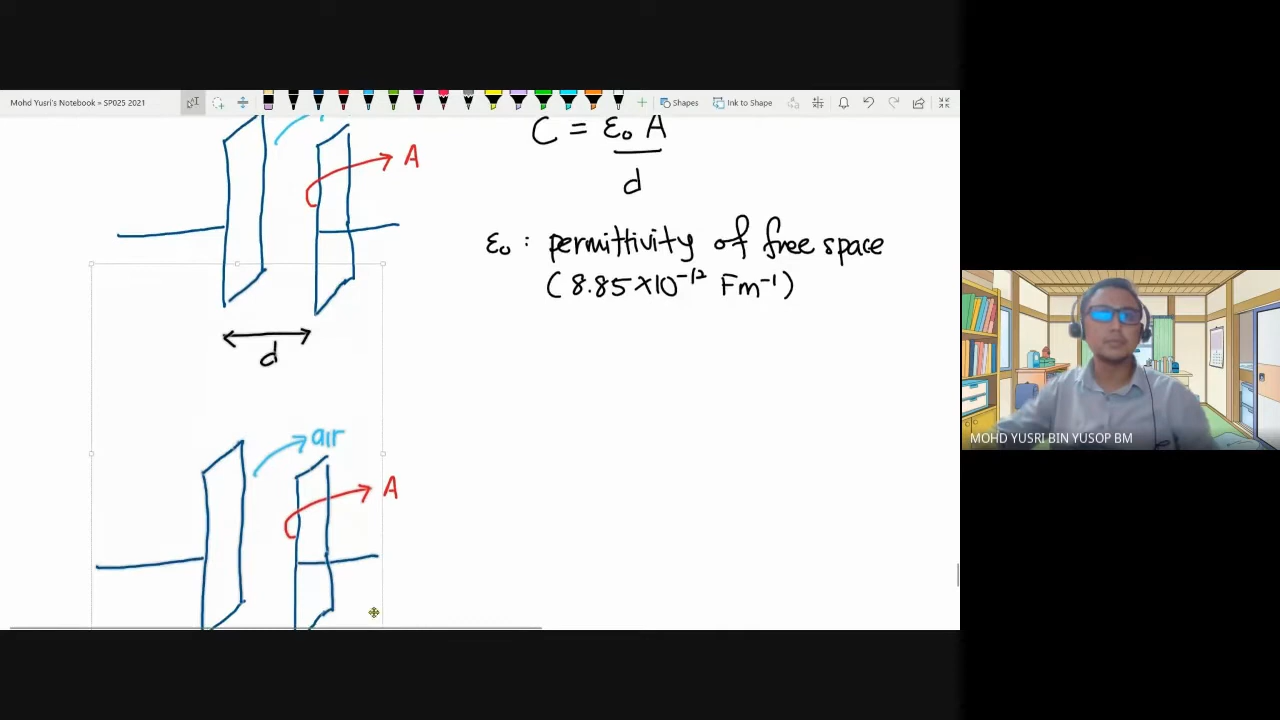 Mohd Yusri's Notebook » SP025 2021
Shapes
Ink to Shape
C = ε₀ A
d
A
ε₀ : permittivity of free space
(8.85×10⁻¹² Fm⁻¹)
d
air
A
MOHD YUSRI BIN YUSOP BM